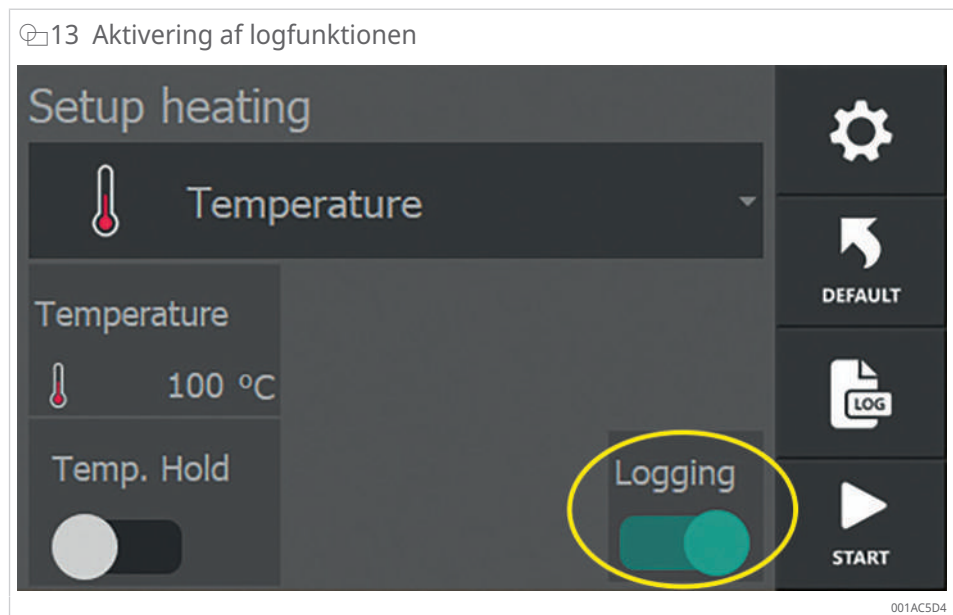 13 Aktivering af logfunktionen
Setup heating
Temperature
DEFAULT
Temperature
100 °C
LOG
Temp. Hold
Logging
START
001AC5D4